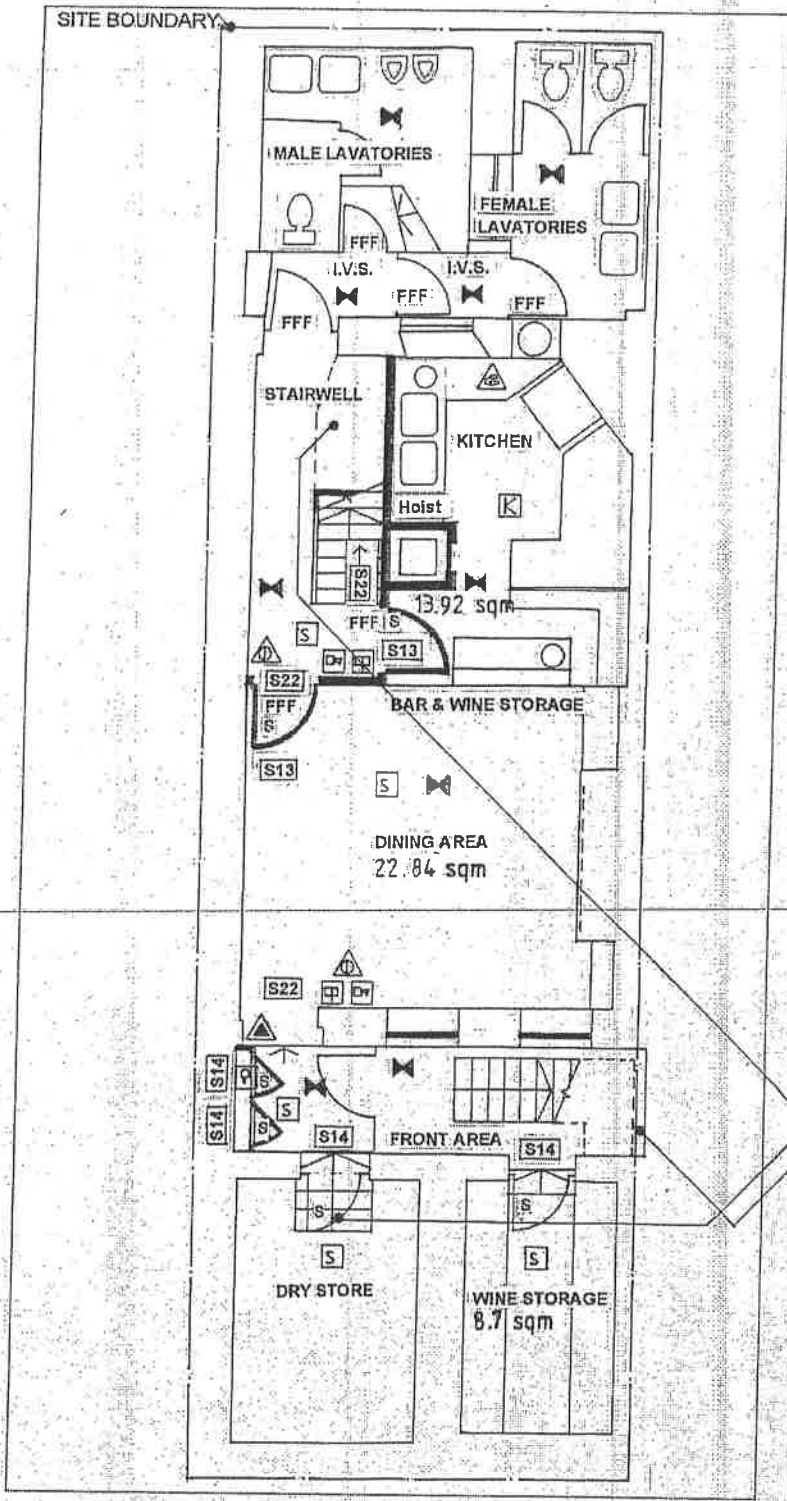 SITE BOUNDARY
MALE LAVATORIES
FEMALE
LAVATORIES
FFF
I.V.S.
I.V.S.
FFF
FFF
FFF
STAIRWELL
KITCHEN
Hoist
K
S22
13.92 sqm
FFF S
S
S13
S22
FFF
S
BAR & WINE STORAGE
S13
S
DINING AREA
22.84 sqm
S22
S14
S
S
S14
S
S14
FRONT AREA
S14
S
S
S
S
DRY STORE
WINE STORAGE
8.7 sqm